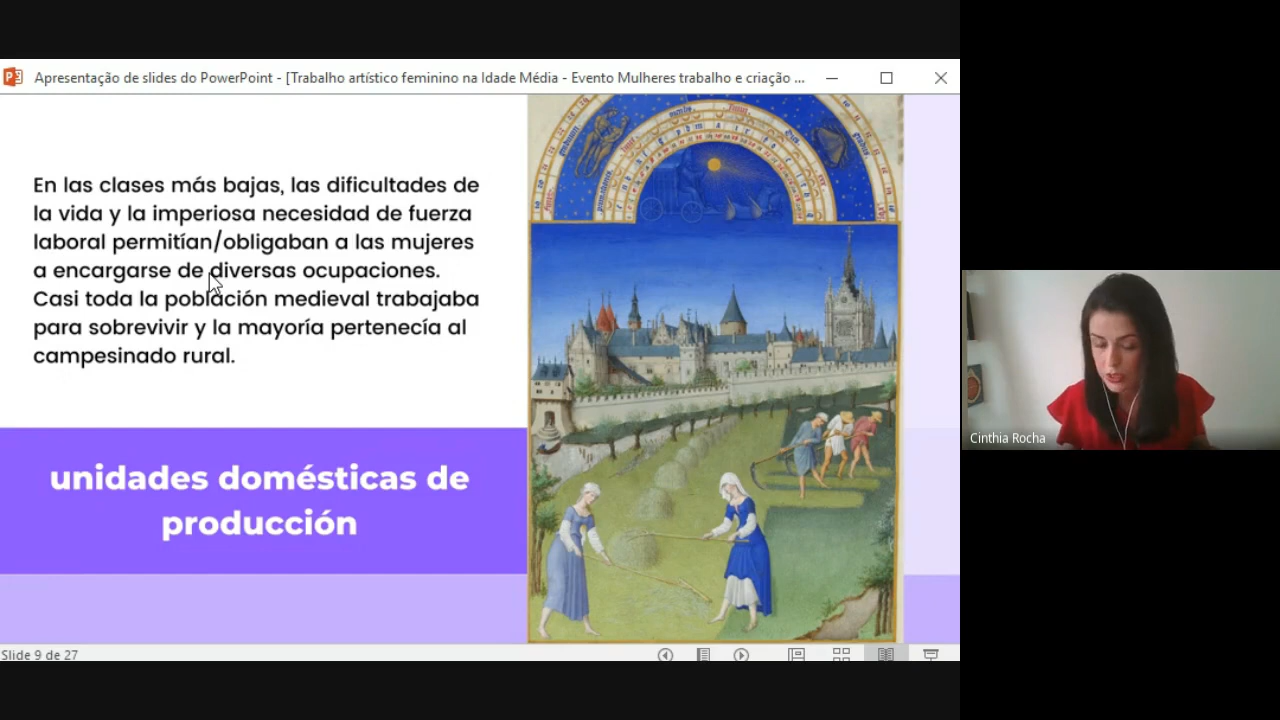 Apresentação de slides do PowerPoint - [Trabalho artístico feminino na Idade Média - Evento Mulheres trabalho e criação ...
En las clases más bajas, las dificultades de
la vida y la imperiosa necesidad de fuerza
laboral permitían/obligaban a las mujeres
a encargarse de diversas ocupaciones.
Casi toda la población medieval trabajaba
para sobrevivir y la mayoría pertenecía al
campesinado rural.
unidades domésticas de
producción
Slide 9 de 27
Cinthia Rocha